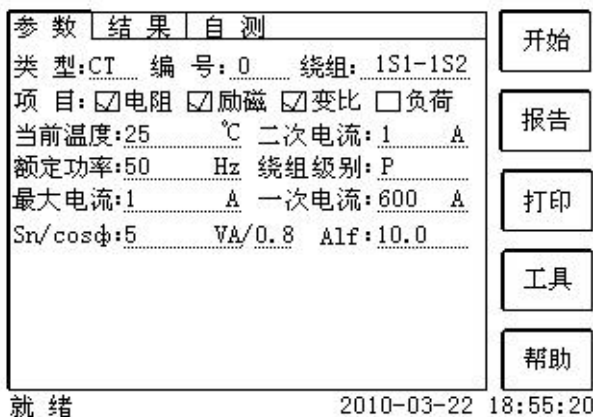 参 数 结 果 自 测
类 型:CT 编 号:0 绕组: 1S1-1S2
项 目: ☑电阻 ☑励磁 ☑变比 ☐负荷
当前温度:25 ℃ 二次电流:1 A
额定功率:50 Hz 绕组级别:P
最大电流:1 A 一次电流:600 A
Sn/cosф:5 VA/0.8 Alf:10.0
开始
报告
打印
工具
帮助
就 绪 2010-03-22 18:55:20